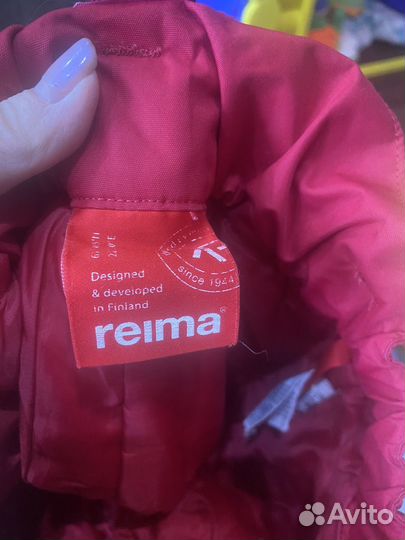 since 1944
Designed
& developed
in Finland
reima®
Avito